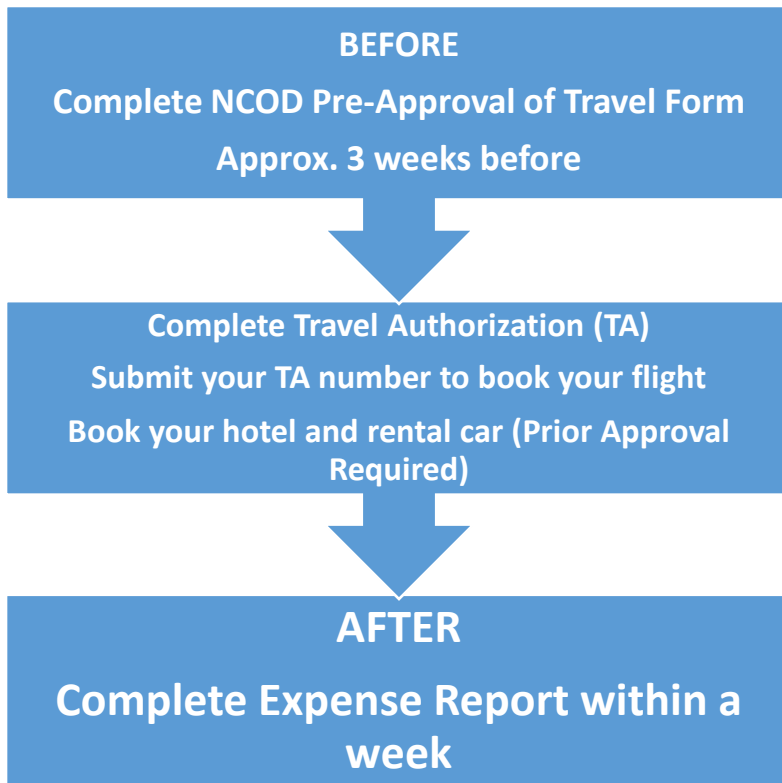 BEFORE
Complete NCOD Pre-Approval of Travel Form
Approx. 3 weeks before
Complete Travel Authorization (TA)
Submit your TA number to book your flight
Book your hotel and rental car (Prior Approval
Required)
AFTER
Complete Expense Report within a
week